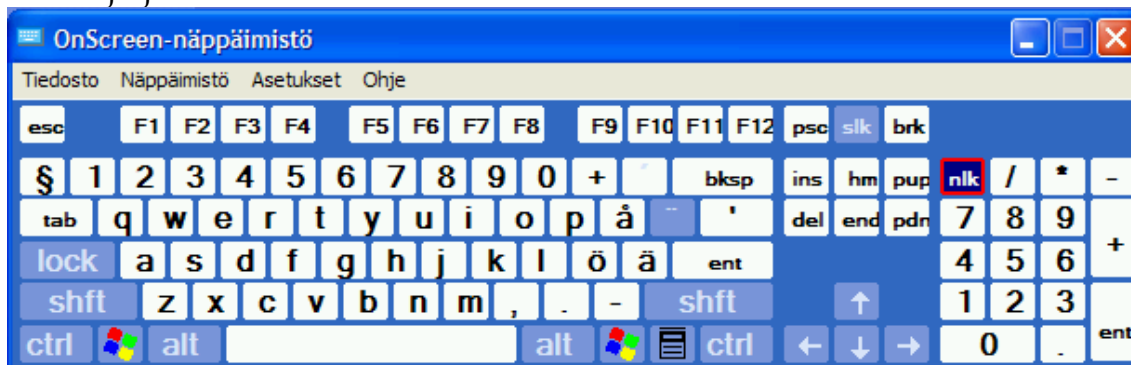 OnScreen-näppäimistö
Tiedosto Näppäimistö Asetukset Ohje
esc F1 F2 F3 F4 F5 F6 F7 F8 F9 F10 F11 F12 psc slk brk
§ 1 2 3 4 5 6 7 8 9 0 + ´ bksp ins hm pup nlk / * -
tab q w e r t y u i o p å ¨ ' del end pdn 7 8 9 +
lock a s d f g h j k l ö ä ent 4 5 6
shft z x c v b n m , . - shft ↑ 1 2 3 ent
ctrl alt alt ctrl ← ↓ → 0 .